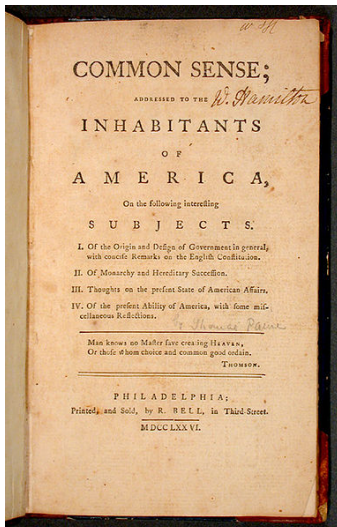 COMMON SENSE;
ADDRESSED TO THE
W. Hamilton
INHABITANTS
OF
AMERICA,
On the following intereſting
SUBJECTS.
I. Of the Origin and Deſign of Government in general,
with conciſe Remarks on the Engliſh Conſtitution.
II. Of Monarchy and Hereditary Succeſſion.
III. Thoughts on the preſent State of American Affairs.
IV. Of the preſent Ability of America, with ſome miſ-
cellaneous Reflections.
Thomas Paine
Man knows no Maſter ſave creating HEAVEN,
Or thoſe whom choice and common good ordain.
THOMSON.
PHILADELPHIA;
Printed, and Sold, by R. BELL, in Third-Street.
MDCCLXXVI.